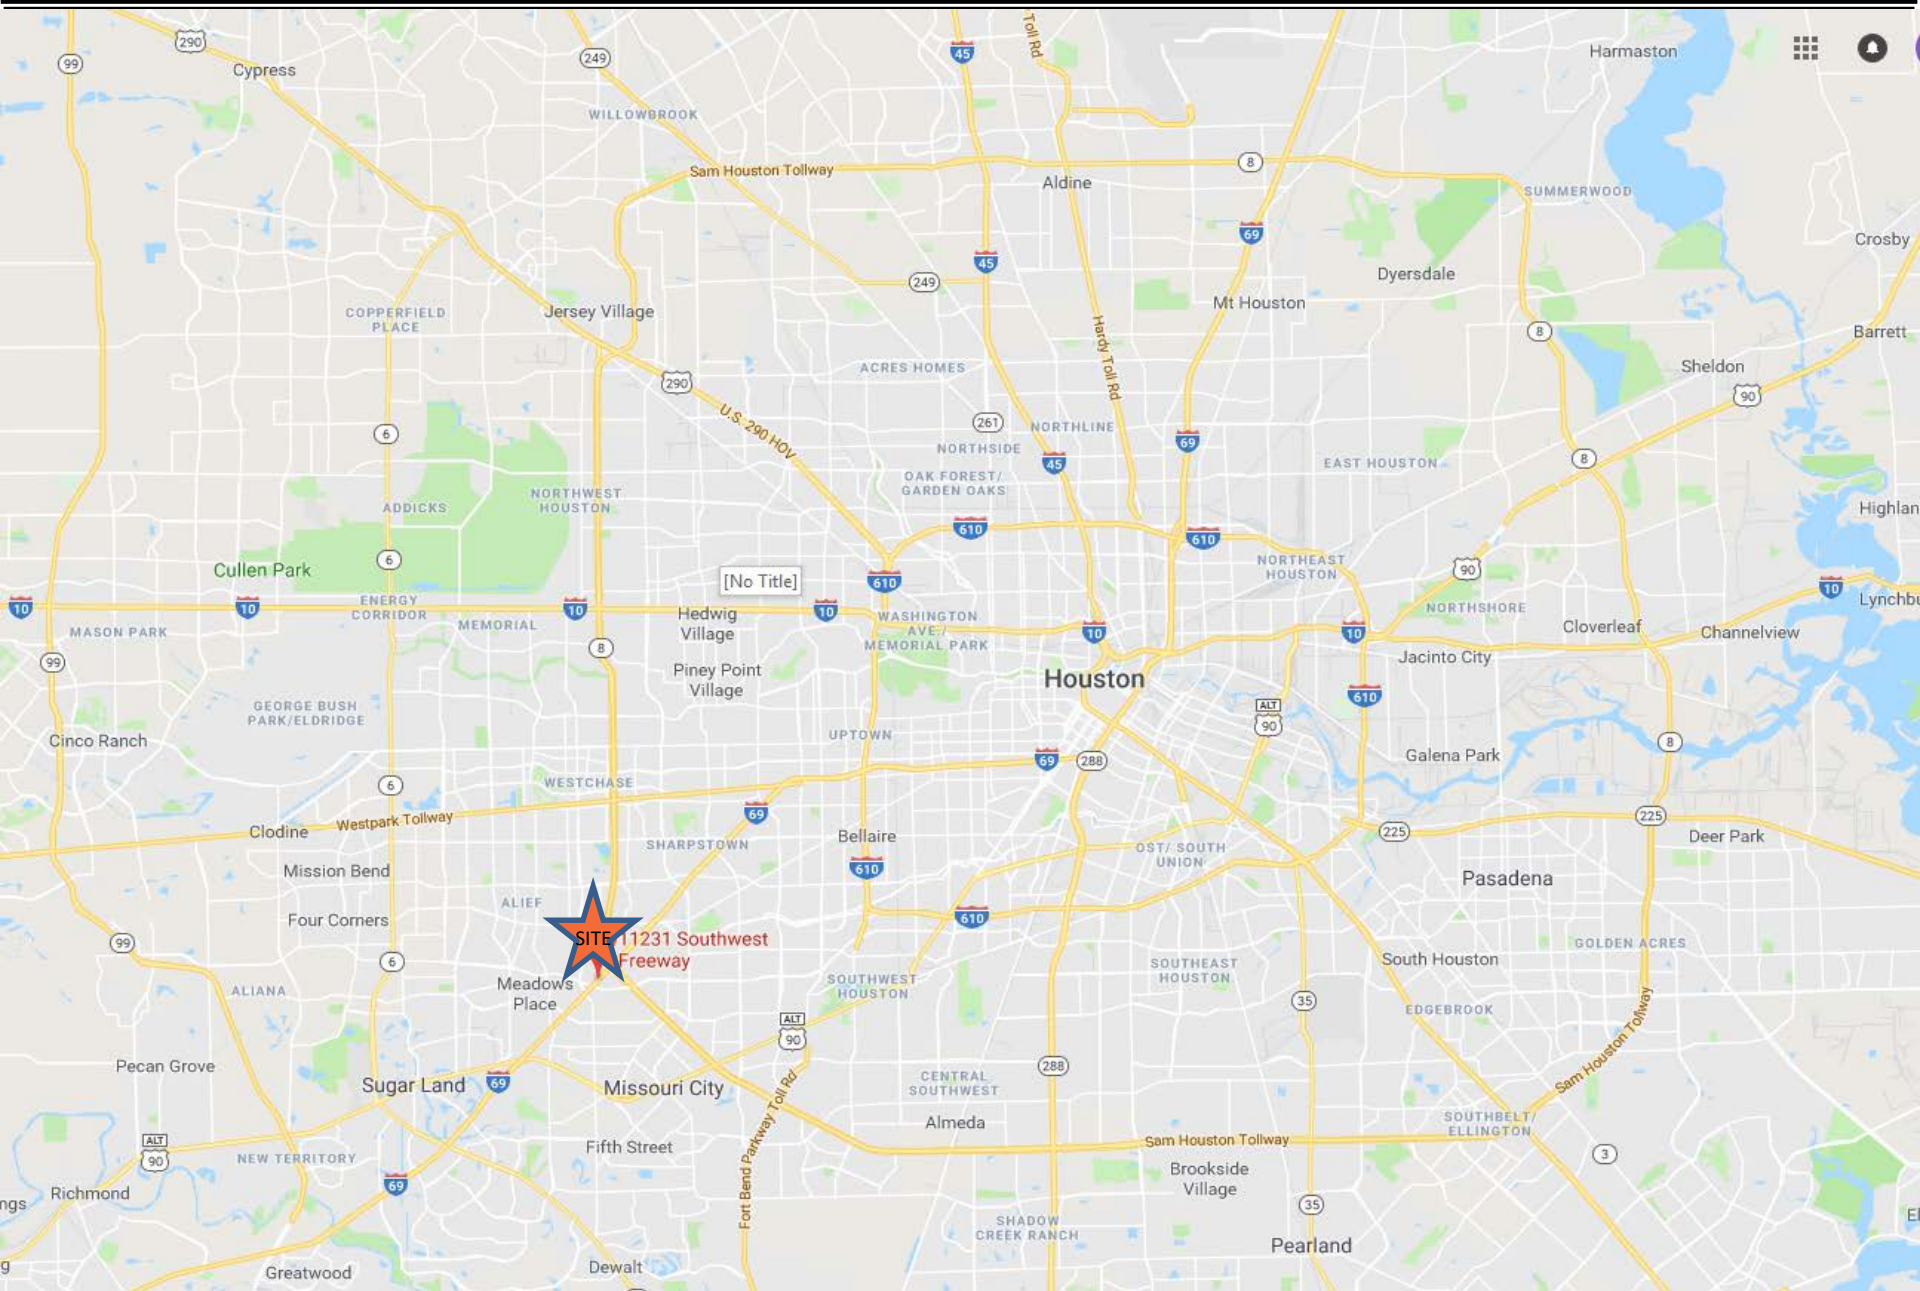 290
99
Cypress
249
45
Toll Rd
Harmaston
WILLOWBROOK
Sam Houston Tollway
8
Aldine
SUMMERWOOD
69
Crosby
45
249
Dyersdale
Mt Houston
COPPERFIELD
PLACE
Jersey Village
Hardy Toll Rd
8
Barrett
ACRES HOMES
Sheldon
290
90
U.S. 290 HOV
261
NORTHLINE
6
NORTHSIDE
69
45
EAST HOUSTON
8
OAK FOREST/
GARDEN OAKS
NORTHWEST
HOUSTON
ADDICKS
Highlan
610
610
6
Cullen Park
NORTHEAST
HOUSTON
90
[No Title]
610
10
10
10
10
10
Lynchbu
ENERGY
CORRIDOR
MEMORIAL
Hedwig
Village
WASHINGTON
AVE./
MEMORIAL PARK
NORTHSHORE
MASON PARK
10
10
Cloverleaf
Channelview
8
99
Jacinto City
Piney Point
Village
Houston
610
GEORGE BUSH
PARK/ELDRIDGE
ALT
90
Cinco Ranch
UPTOWN
8
69
288
Galena Park
6
WESTCHASE
69
Westpark Tollway
Clodine
225
225
Deer Park
SHARPSTOWN
Bellaire
OST/ SOUTH
UNION
Mission Bend
610
Pasadena
ALIEF
Four Corners
610
SITE
11231 Southwest
Freeway
99
GOLDEN ACRES
6
South Houston
SOUTHEAST
HOUSTON
Meadows
Place
SOUTHWEST
HOUSTON
ALIANA
35
EDGEBROOK
ALT
90
Sam Houston Tollway
Pecan Grove
288
Sugar Land
69
Missouri City
CENTRAL
SOUTHWEST
Fort Bend Parkway Toll Rd
Almeda
SOUTHBELT/
ELLINGTON
ALT
90
Fifth Street
Sam Houston Tollway
3
NEW TERRITORY
Brookside
Village
69
Richmond
ngs
35
SHADOW
CREEK RANCH
El
Pearland
g
Greatwood
Dewalt